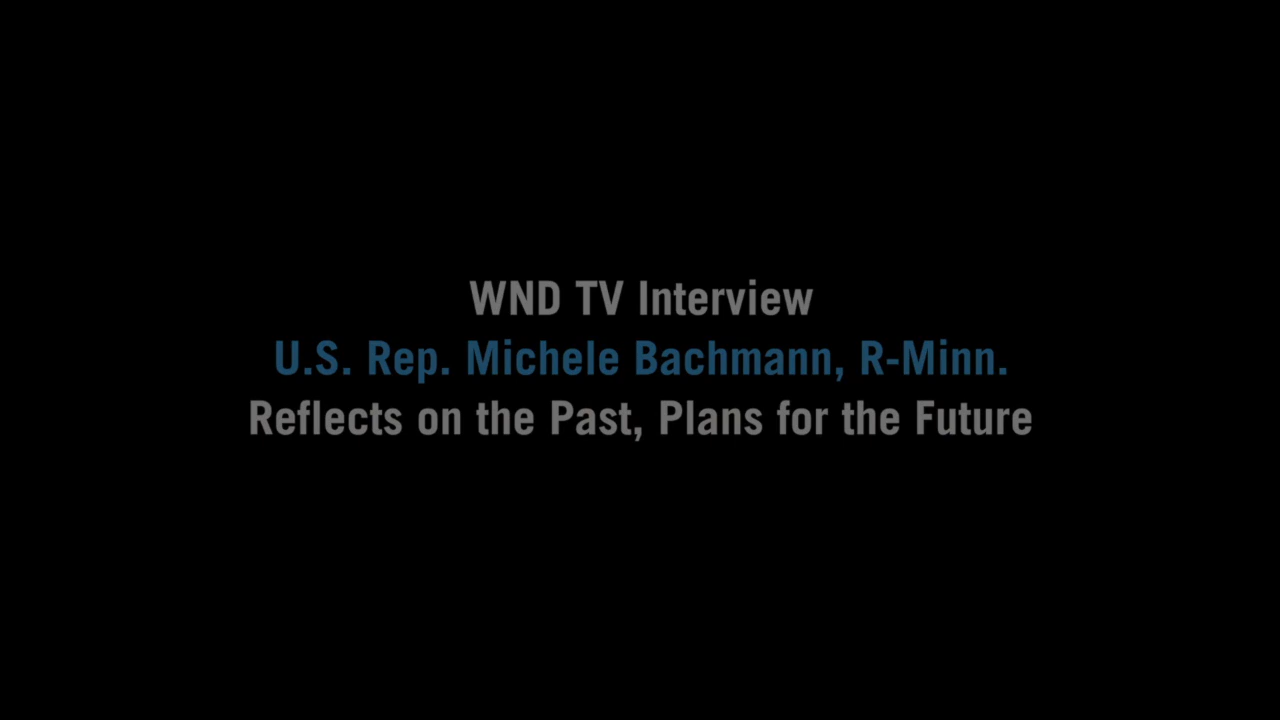 WND TV Interview
U.S. Rep. Michele Bachmann, R-Minn.
Reflects on the Past, Plans for the Future